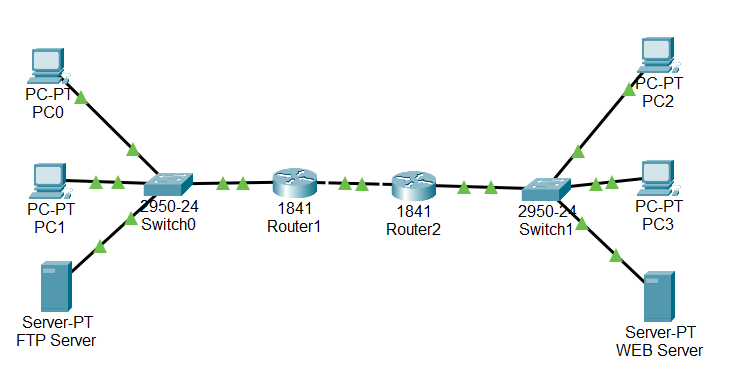 PC-PT
PC0
PC-PT
PC2
PC-PT
PC1
2950-24
Switch0
1841
Router1
1841
Router2
2950-24
Switch1
PC-PT
PC3
Server-PT
FTP Server
Server-PT
WEB Server